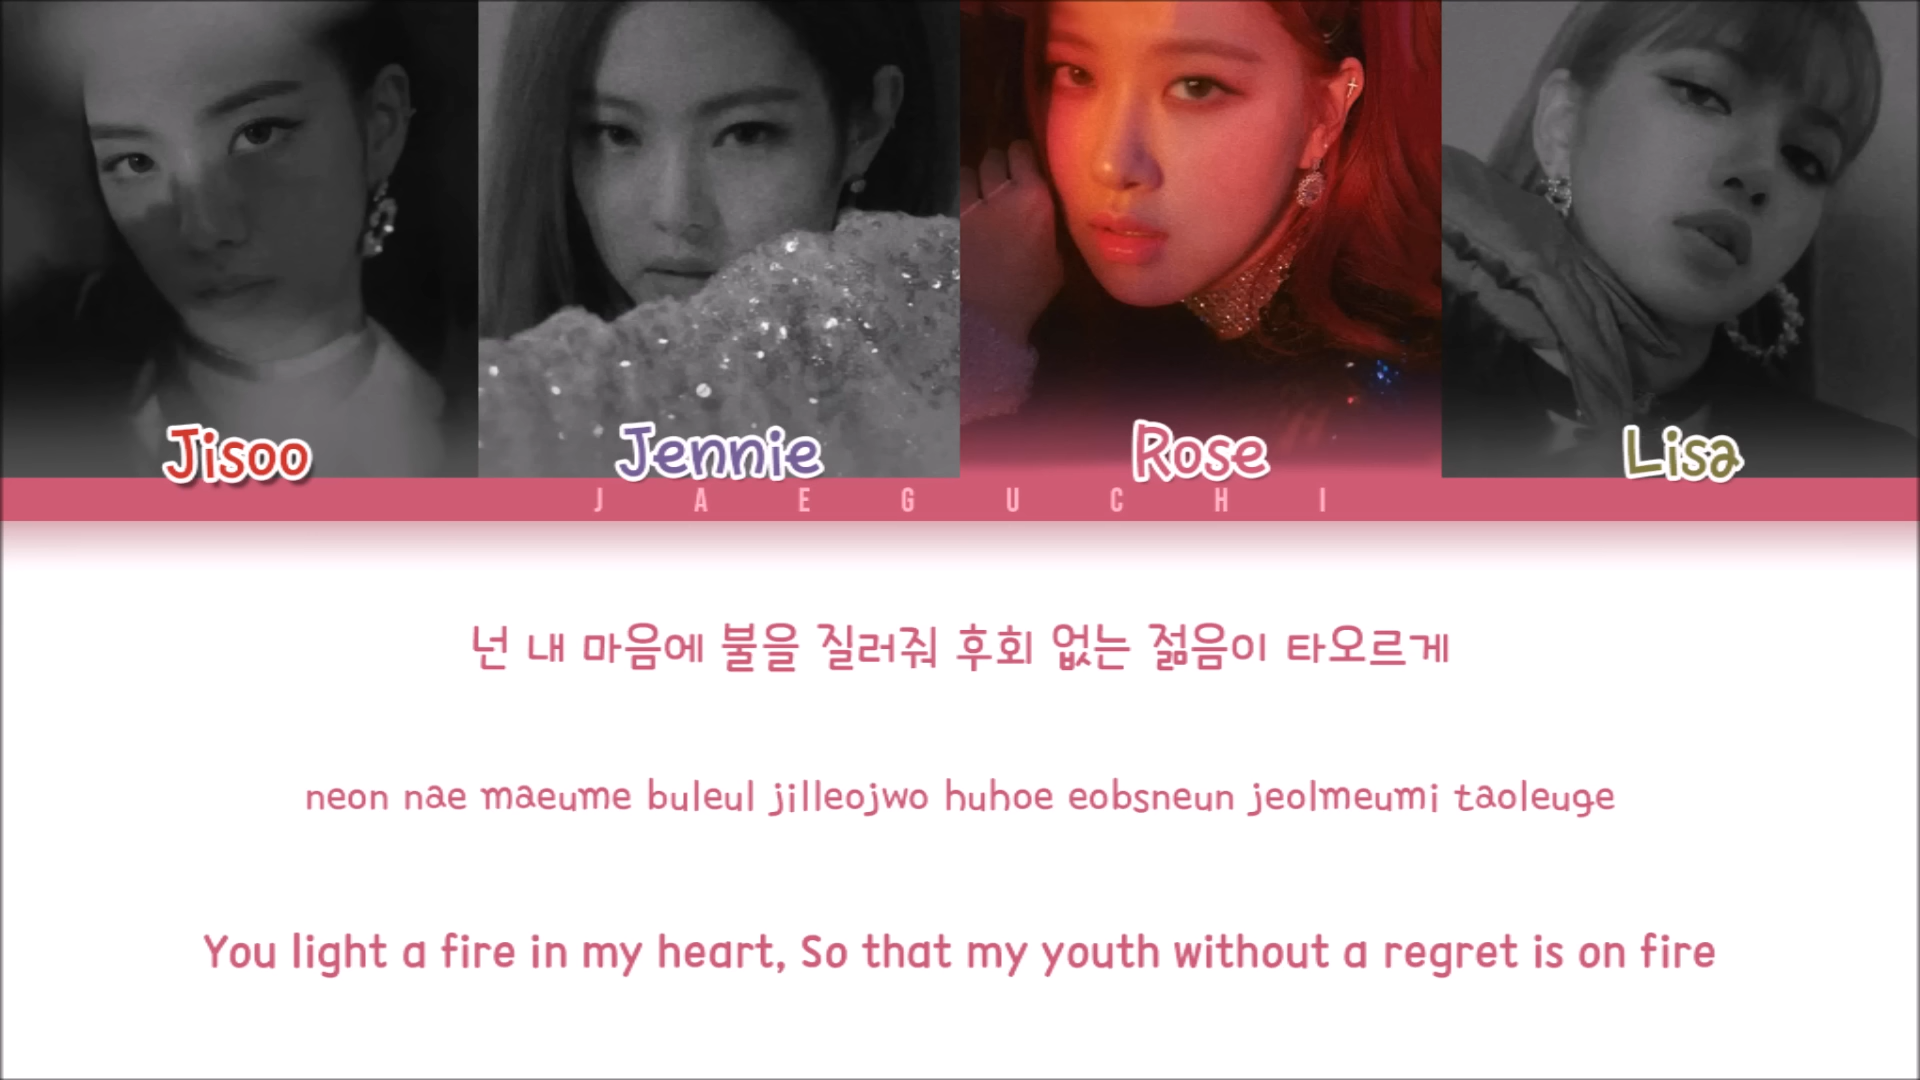 Jisoo
Jennie
Rose
Lisa
JAEGUCHI
넌 내 마음에 불을 질러줘 후회 없는 젊음이 타오르게
neon nae maeume buleul jilleojwo huhoe eobsneun jeolmeumi taoleuge
You light a fire in my heart, So that my youth without a regret is on fire